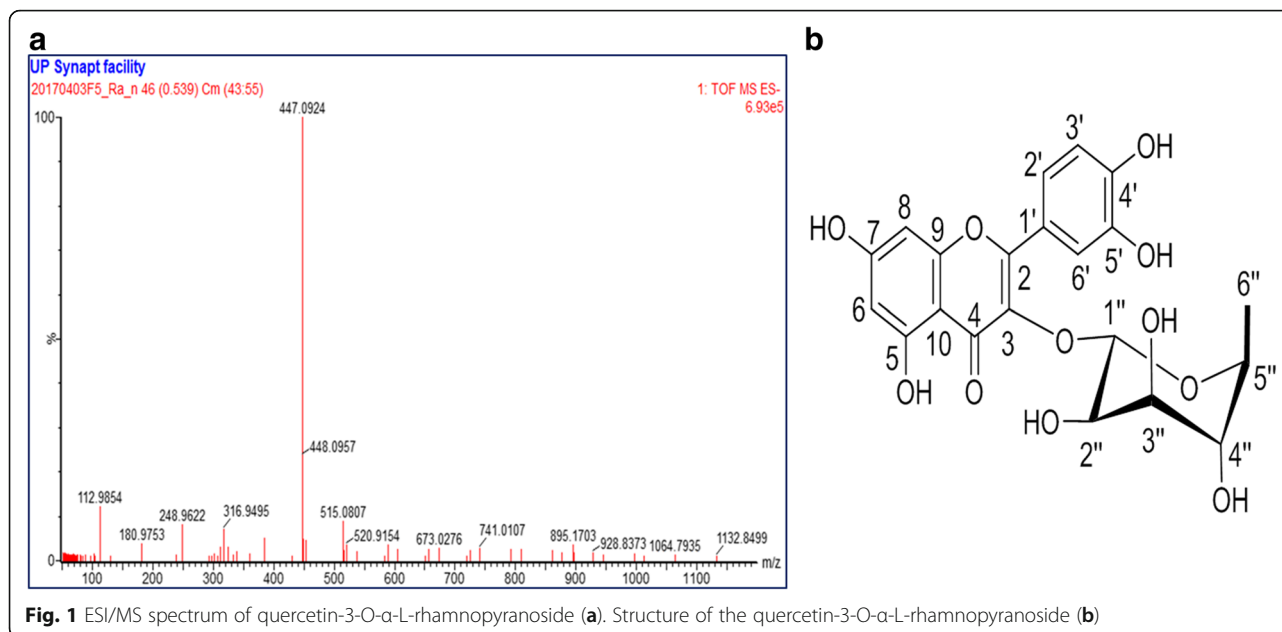 a
UP Synapt facility
20170403F5_Ra_n 46 (0.539) Cm (43:55)
1: TOF MS ES-
6.93e5
100
%
0
447.0924
448.0957
112.9854
180.9753
248.9622
316.9495
515.0807
520.9154
673.0276
741.0107
895.1703
928.8373
1064.7935
1132.8499
100 200 300 400 500 600 700 800 900 1000 1100 m/z
b
3'
OH
2'
4'
8
1'
HO 7 9 O
5' OH
2 6'
6 4 3 O
1" OH 6"
5 10
OH O
O 5"
HO
2" 3" 4"
OH
Fig. 1 ESI/MS spectrum of quercetin-3-O-α-L-rhamnopyranoside (a). Structure of the quercetin-3-O-α-L-rhamnopyranoside (b)